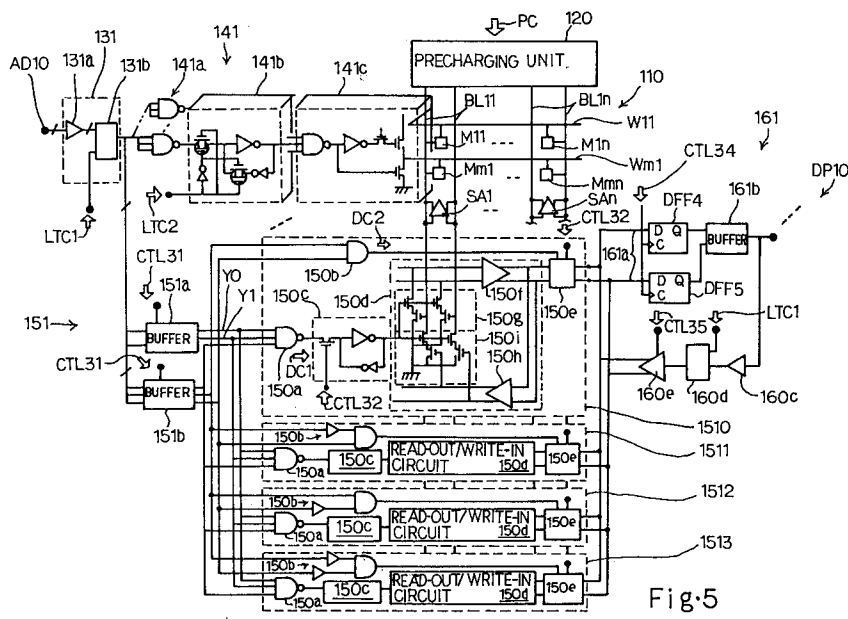 PC
120
131
131a
131b
141
141a
141b
141c
PRECHARGING UNIT
AD10
BL11
BL1n
110
W11
M11
M1n
Wm1
Mm1
Mmn
161
CTL34
DP10
SA1
SAn
CTL32
LTC1
LTC2
DC2
DFF4
161b
D Q
C
BUFFER
161a
CTL31
151a
Y0
Y1
150b
150c
150d
150f
150e
150g
150i
150h
D Q
C
DFF5
CTL35
LTC1
151
BUFFER
CTL31
BUFFER
151b
DC1
150a
CTL32
160e
160d
160c
1510
150b
150a
150c
READ-OUT/WRITE-IN
CIRCUIT
150d
150e
1511
150b
150a
150c
READ-OUT/WRITE-IN
CIRCUIT
150d
150e
1512
150b
150a
150c
READ-OUT/WRITE-IN
CIRCUIT
150d
150e
1513
Fig.5